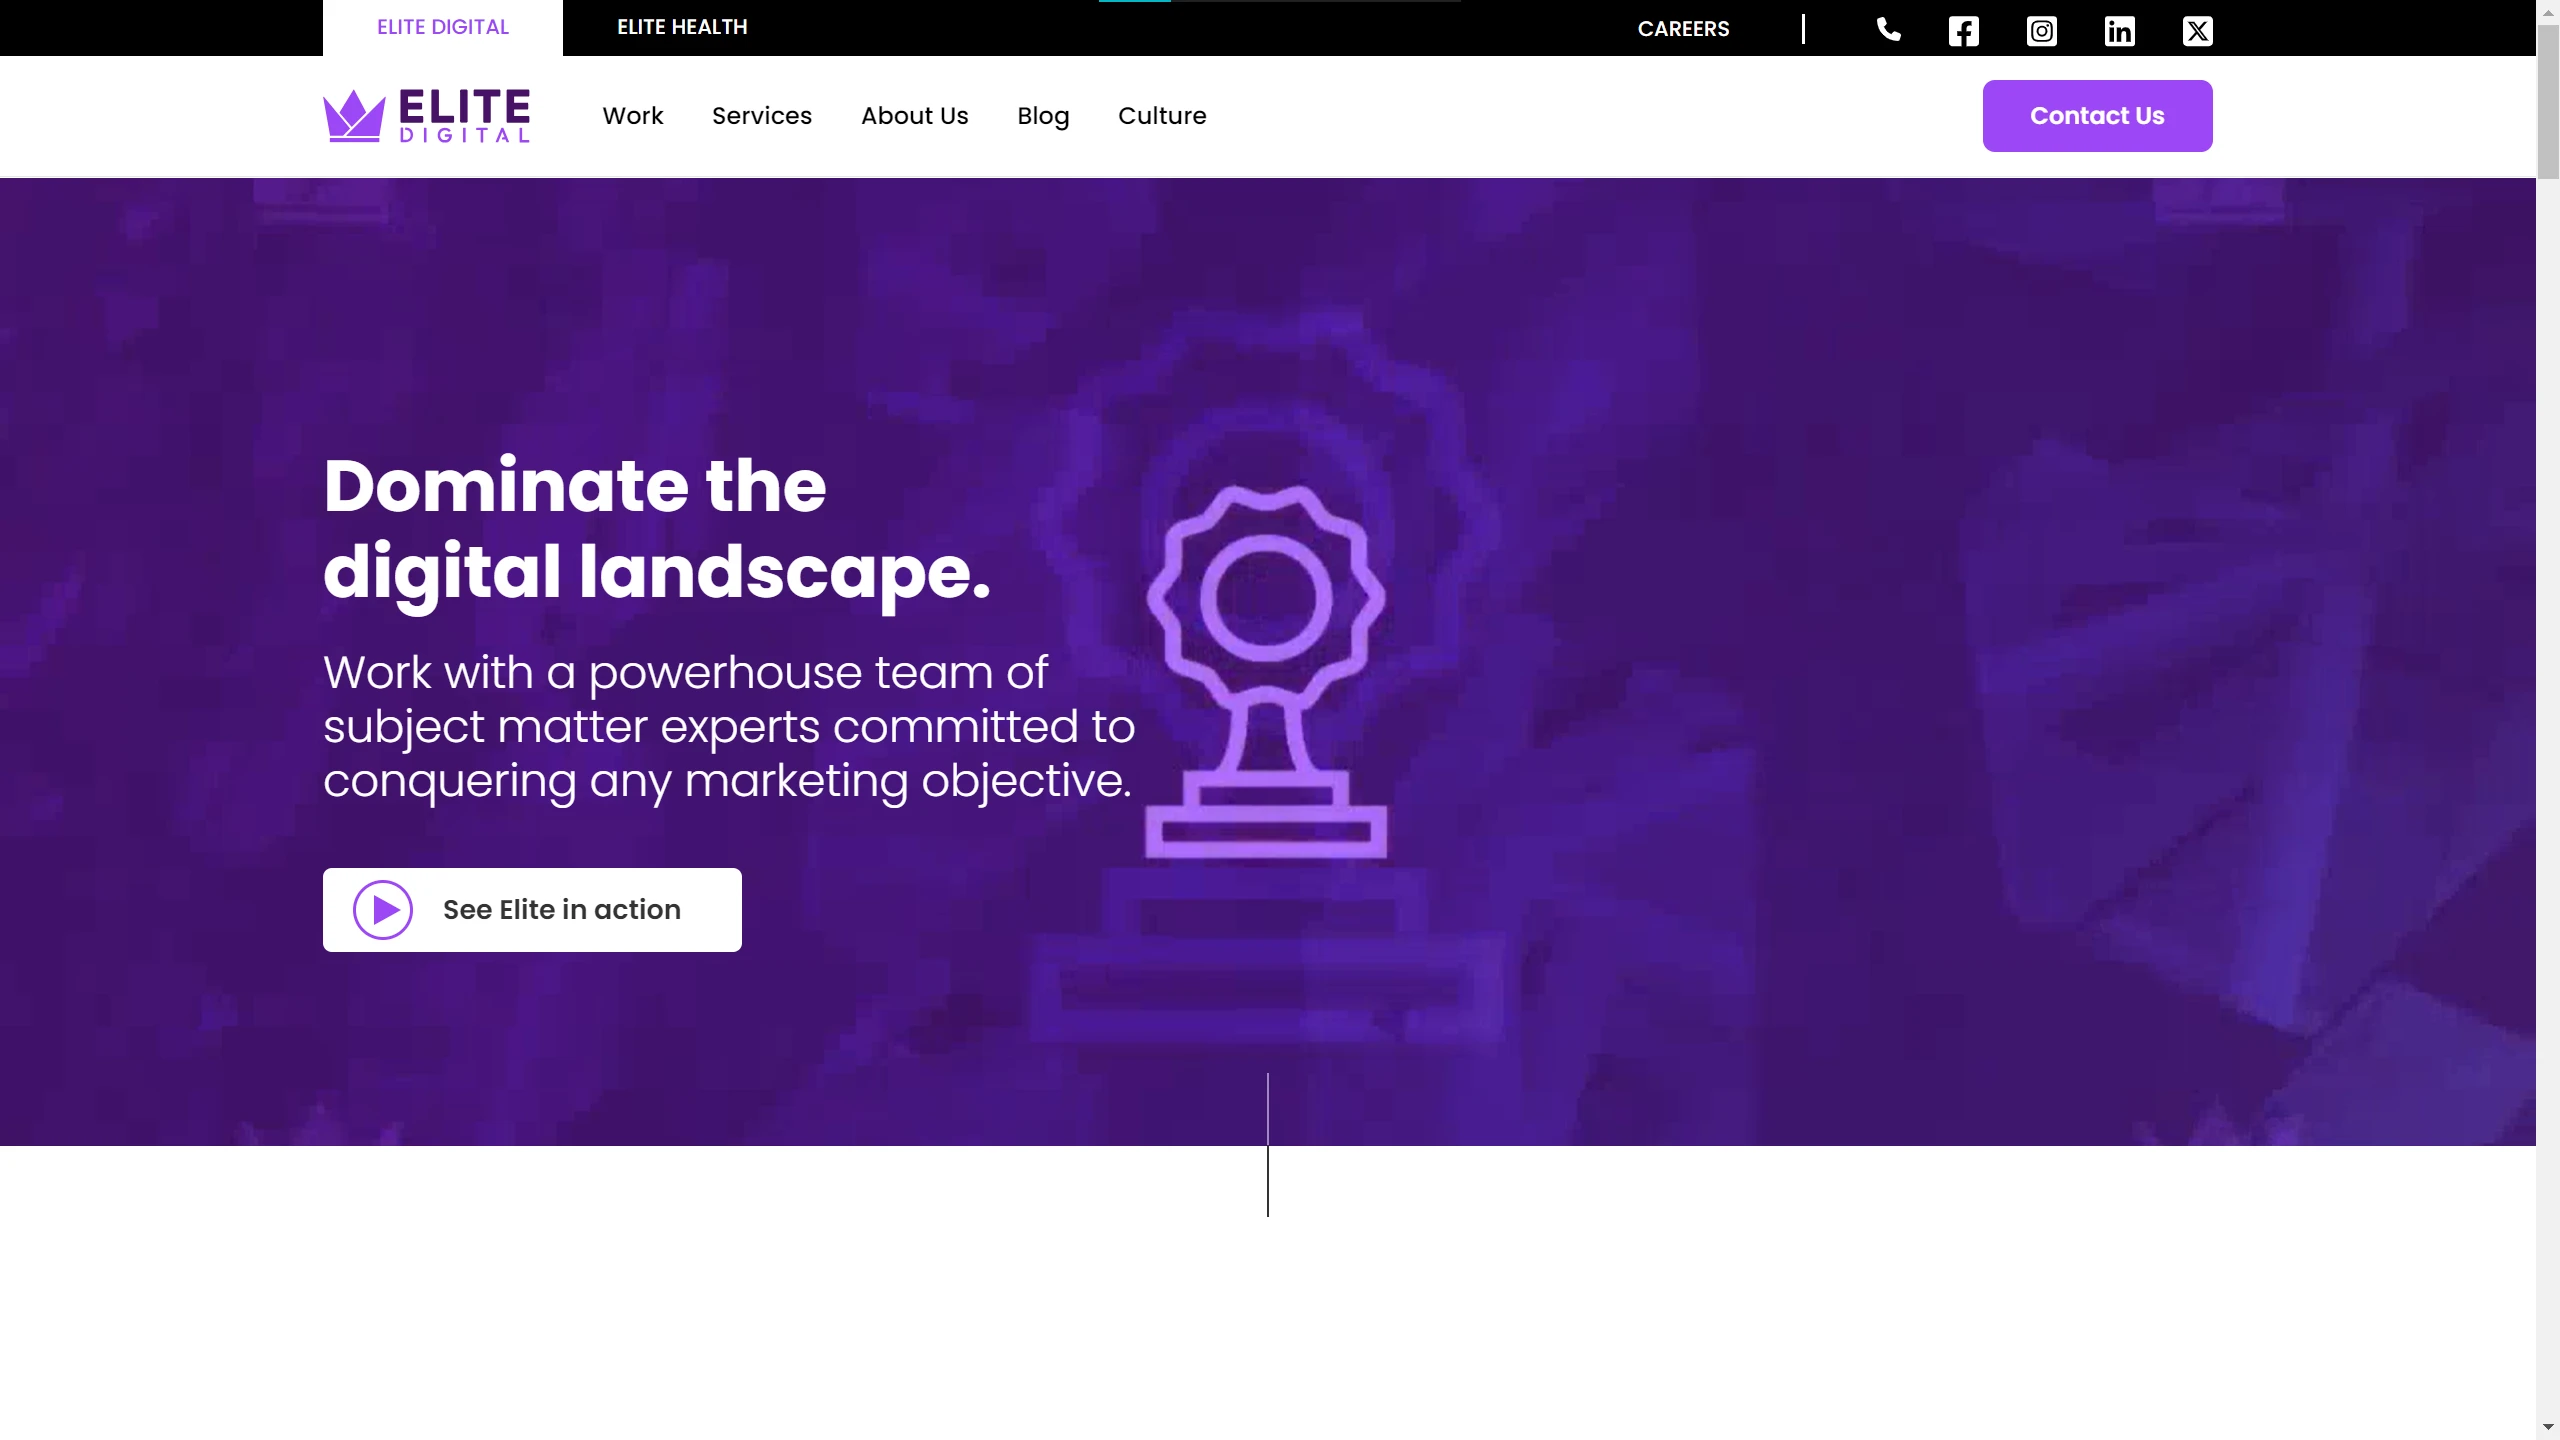 ELITE DIGITAL
ELITE HEALTH
CAREERS
ELITE
DIGITAL
Work
Services
About Us
Blog
Culture
Contact Us
Dominate the
digital landscape.
Work with a powerhouse team of
subject matter experts committed to
conquering any marketing objective.
See Elite in action